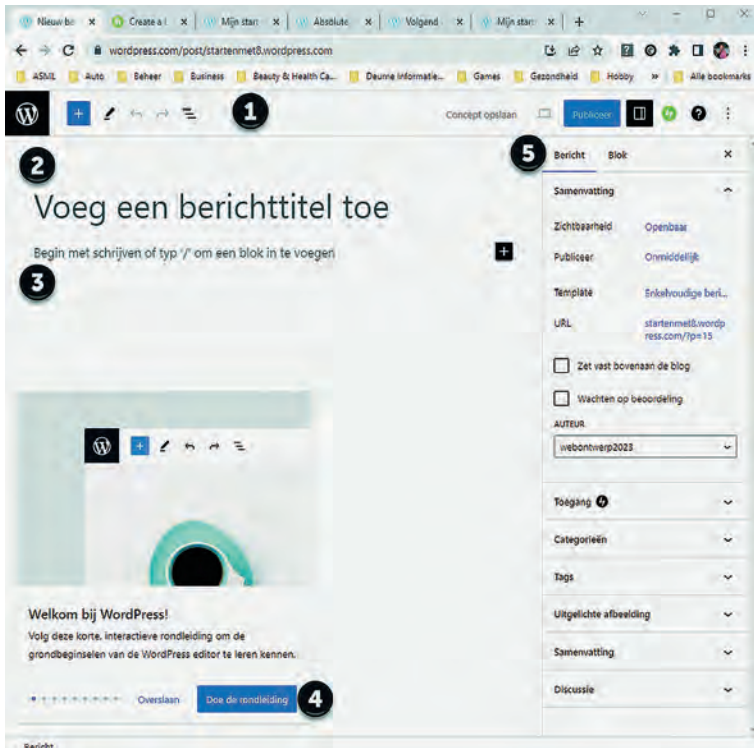 Nieuw be
Create a l
Mijn star
Absolute
Volgend
Mijn star
wordpress.com/post/startenmet8.wordpress.com
ASML Auto Beheer Business Beauty & Health Ca... Deurne Informatie... Games Gezondheid Hobby » Alle bookmarks
1
Concept opslaan Publiceer
2
5 Bericht Blok
Voeg een berichttitel toe
Begin met schrijven of typ '/' om een blok in te voegen
3
Samenvatting
Zichtbaarheid Openbaar
Publiceer Onmiddelijk
Template Enkelvoudige beri...
URL startenmet8.wordp
ress.com/?p=15
Zet vast bovenaan de blog
Wachten op beoordeling
AUTEUR
webontwerp2023
Toegang
Categorieën
Tags
Uitgelichte afbeelding
Samenvatting
Discussie
Welkom bij WordPress!
Volg deze korte, interactieve rondleiding om de
grondbeginselen van de WordPress editor te leren kennen.
Overslaan Doe de rondleiding 4
Bericht